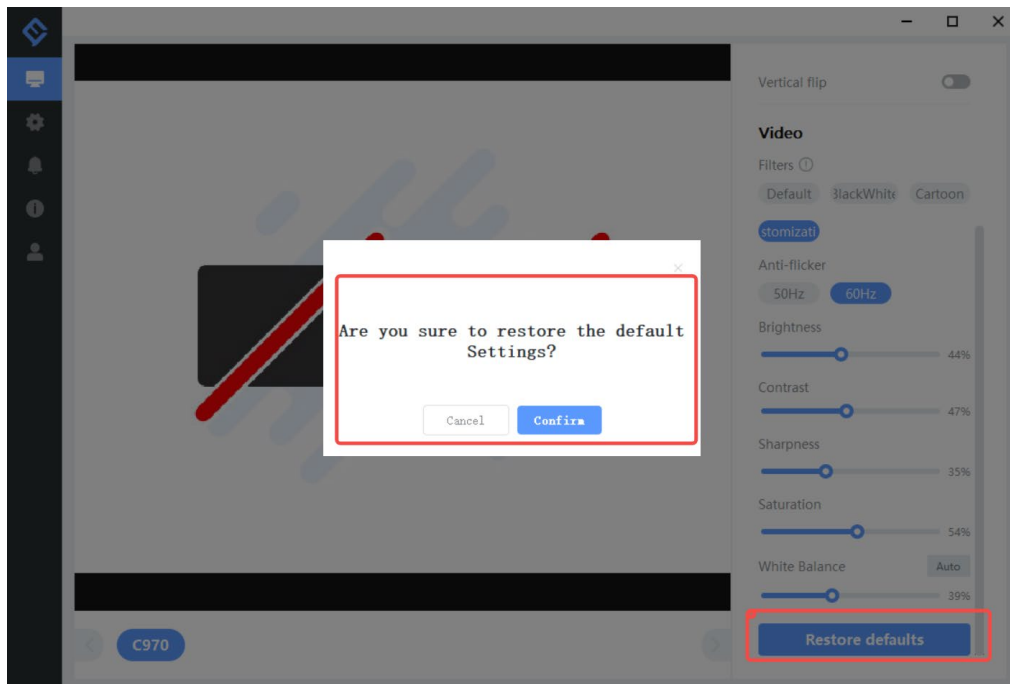 Vertical flip
Video
Filters
Default BlackWhite Cartoon
stomizati
Anti-flicker
50Hz 60Hz
Brightness
44%
Contrast
47%
Sharpness
35%
Saturation
54%
White Balance Auto
39%
Restore defaults
Are you sure to restore the default
Settings?
Cancel Confirm
C970